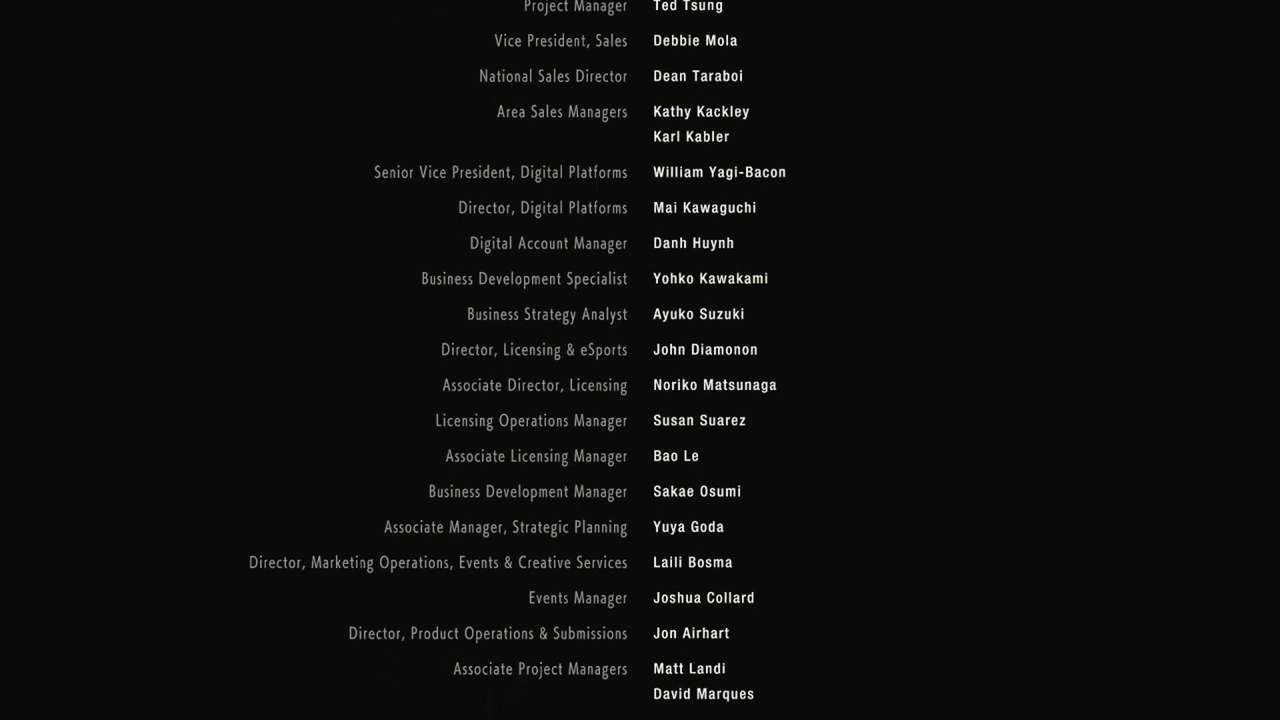 Project Manager Ted Tsung
Vice President, Sales Debbie Mola
National Sales Director Dean Taraboi
Area Sales Managers Kathy Kackley
Karl Kabler
Senior Vice President, Digital Platforms William Yagi-Bacon
Director, Digital Platforms Mai Kawaguchi
Digital Account Manager Danh Huynh
Business Development Specialist Yohko Kawakami
Business Strategy Analyst Ayuko Suzuki
Director, Licensing & eSports John Diamonon
Associate Director, Licensing Noriko Matsunaga
Licensing Operations Manager Susan Suarez
Associate Licensing Manager Bao Le
Business Development Manager Sakae Osumi
Associate Manager, Strategic Planning Yuya Goda
Director, Marketing Operations, Events & Creative Services Laili Bosma
Events Manager Joshua Collard
Director, Product Operations & Submissions Jon Airhart
Associate Project Managers Matt Landi
David Marques